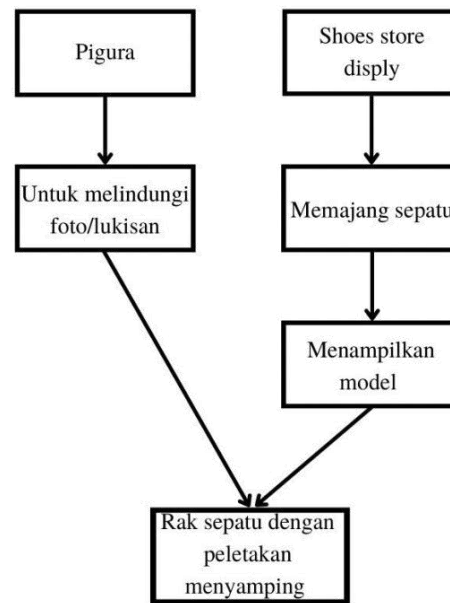 Pigura
Shoes store
disply
Untuk melindungi
foto/lukisan
Memajang sepatu
Menampilkan
model
Rak sepatu dengan
peletakan
menyamping